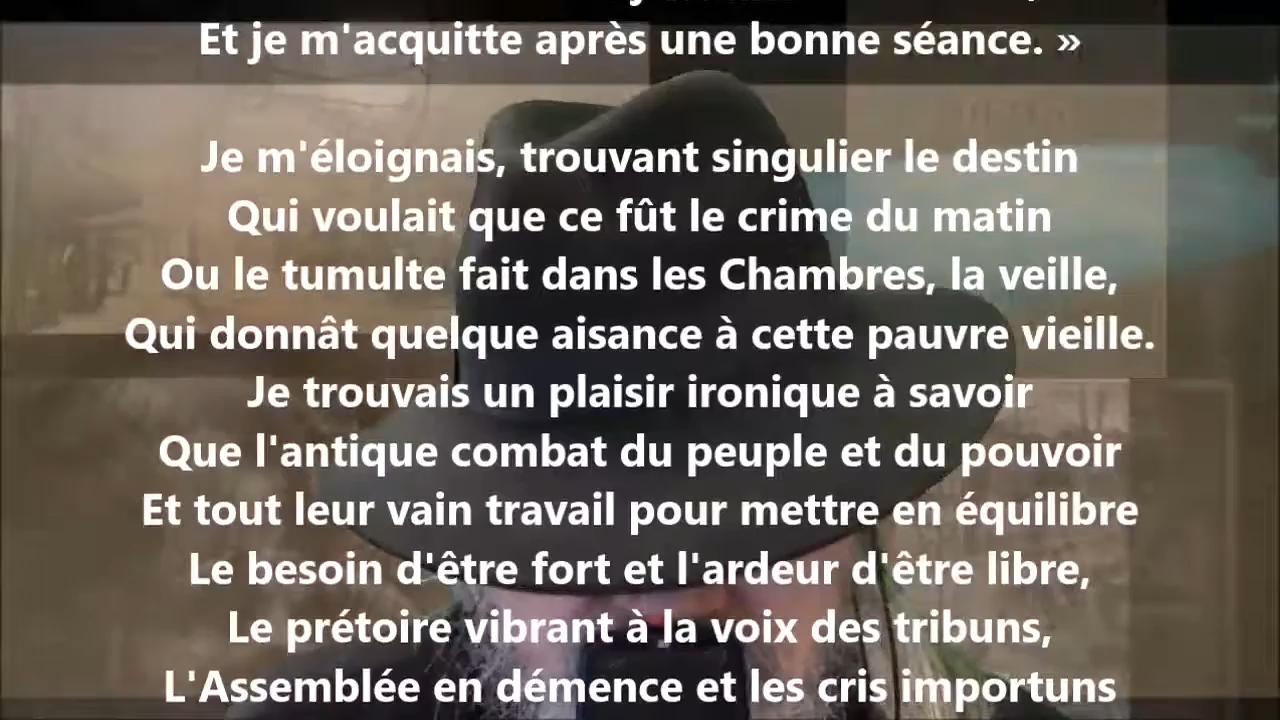 Et je m'acquitte après une bonne séance. »
Je m'éloignais, trouvant singulier le destin
Qui voulait que ce fût le crime du matin
Ou le tumulte fait dans les Chambres, la veille,
Qui donnât quelque aisance à cette pauvre vieille.
Je trouvais un plaisir ironique à savoir
Que l'antique combat du peuple et du pouvoir
Et tout leur vain travail pour mettre en équilibre
Le besoin d'être fort et l'ardeur d'être libre,
Le prétoire vibrant à la voix des tribuns,
L'Assemblée en démence et les cris importuns